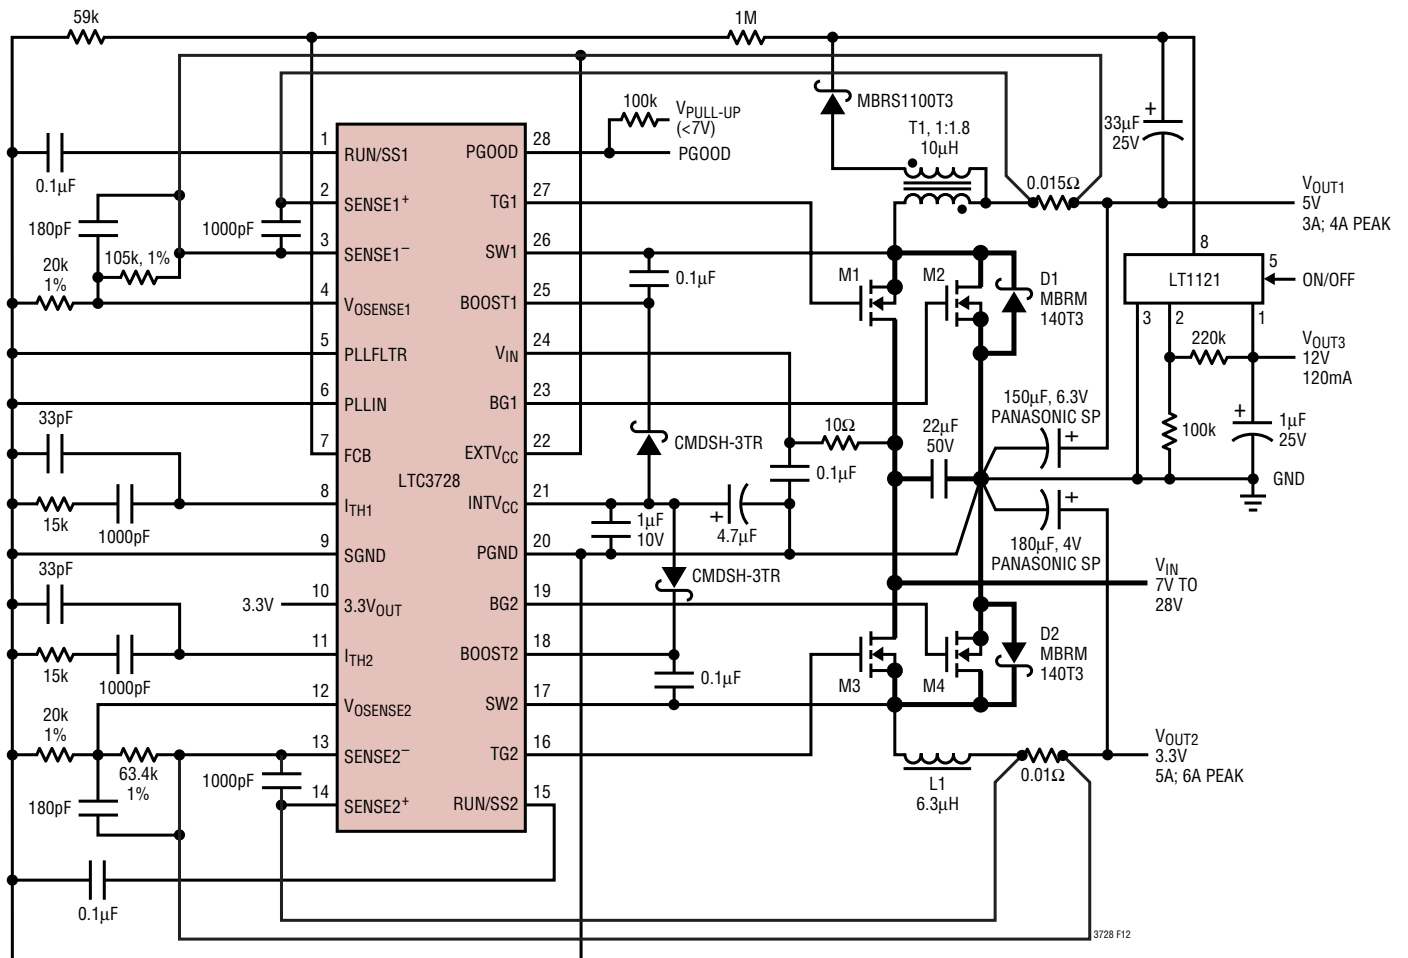 59k
1M
MBRS1100T3
T1, 1:1.8
10µH
33µF
25V
0.015Ω
VOUT1
5V
3A; 4A PEAK
100k
VPULL-UP
(<7V)
PGOOD
0.1µF
180pF
105k, 1%
20k
1%
1000pF
1
RUN/SS1
2
SENSE1+
3
SENSE1–
4
VOSENSE1
5
PLLFLTR
6
PLLIN
7
FCB
8
ITH1
9
SGND
10
3.3VOUT
11
ITH2
12
VOSENSE2
13
SENSE2–
14
SENSE2+
LTC3728
28
PGOOD
27
TG1
26
SW1
25
BOOST1
24
VIN
23
BG1
22
EXTVCC
21
INTVCC
20
PGND
19
BG2
18
BOOST2
17
SW2
16
TG2
15
RUN/SS2
33pF
15k
1000pF
33pF
3.3V
15k
1000pF
20k
1%
63.4k
1%
180pF
1000pF
0.1µF
0.1µF
CMDSH-3TR
10Ω
0.1µF
1µF
10V
4.7µF
CMDSH-3TR
0.1µF
M1
M2
D1
MBRM
140T3
22µF
50V
150µF, 6.3V
PANASONIC SP
180µF, 4V
PANASONIC SP
8
LT1121
5
ON/OFF
3
2
1
220k
VOUT3
12V
120mA
100k
1µF
25V
GND
VIN
7V TO
28V
M3
M4
D2
MBRM
140T3
L1
6.3µH
0.01Ω
VOUT2
3.3V
5A; 6A PEAK
+
+
+
+
+
3728 F12